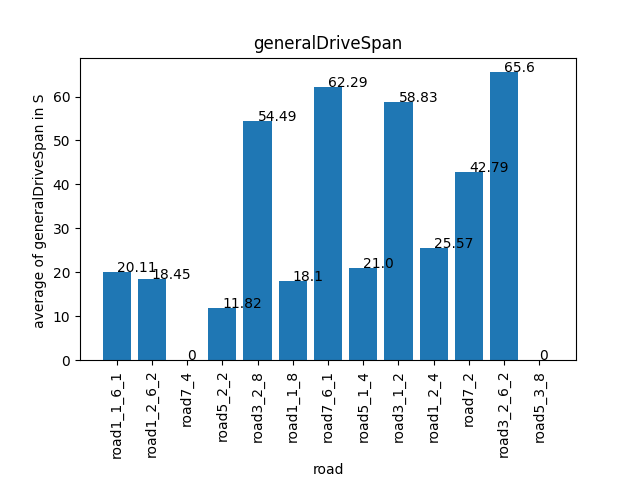 generalDriveSpan
average of generalDriveSpan in S
60
50
40
30
20
10
0
20.11
18.45
0
11.82
54.49
18.1
62.29
21.0
58.83
25.57
42.79
65.6
0
road1_1_6_1
road1_2_6_2
road7_4
road5_2_2
road3_2_8
road1_1_8
road7_6_1
road5_1_4
road3_1_2
road1_2_4
road7_2
road3_2_6_2
road5_3_8
road